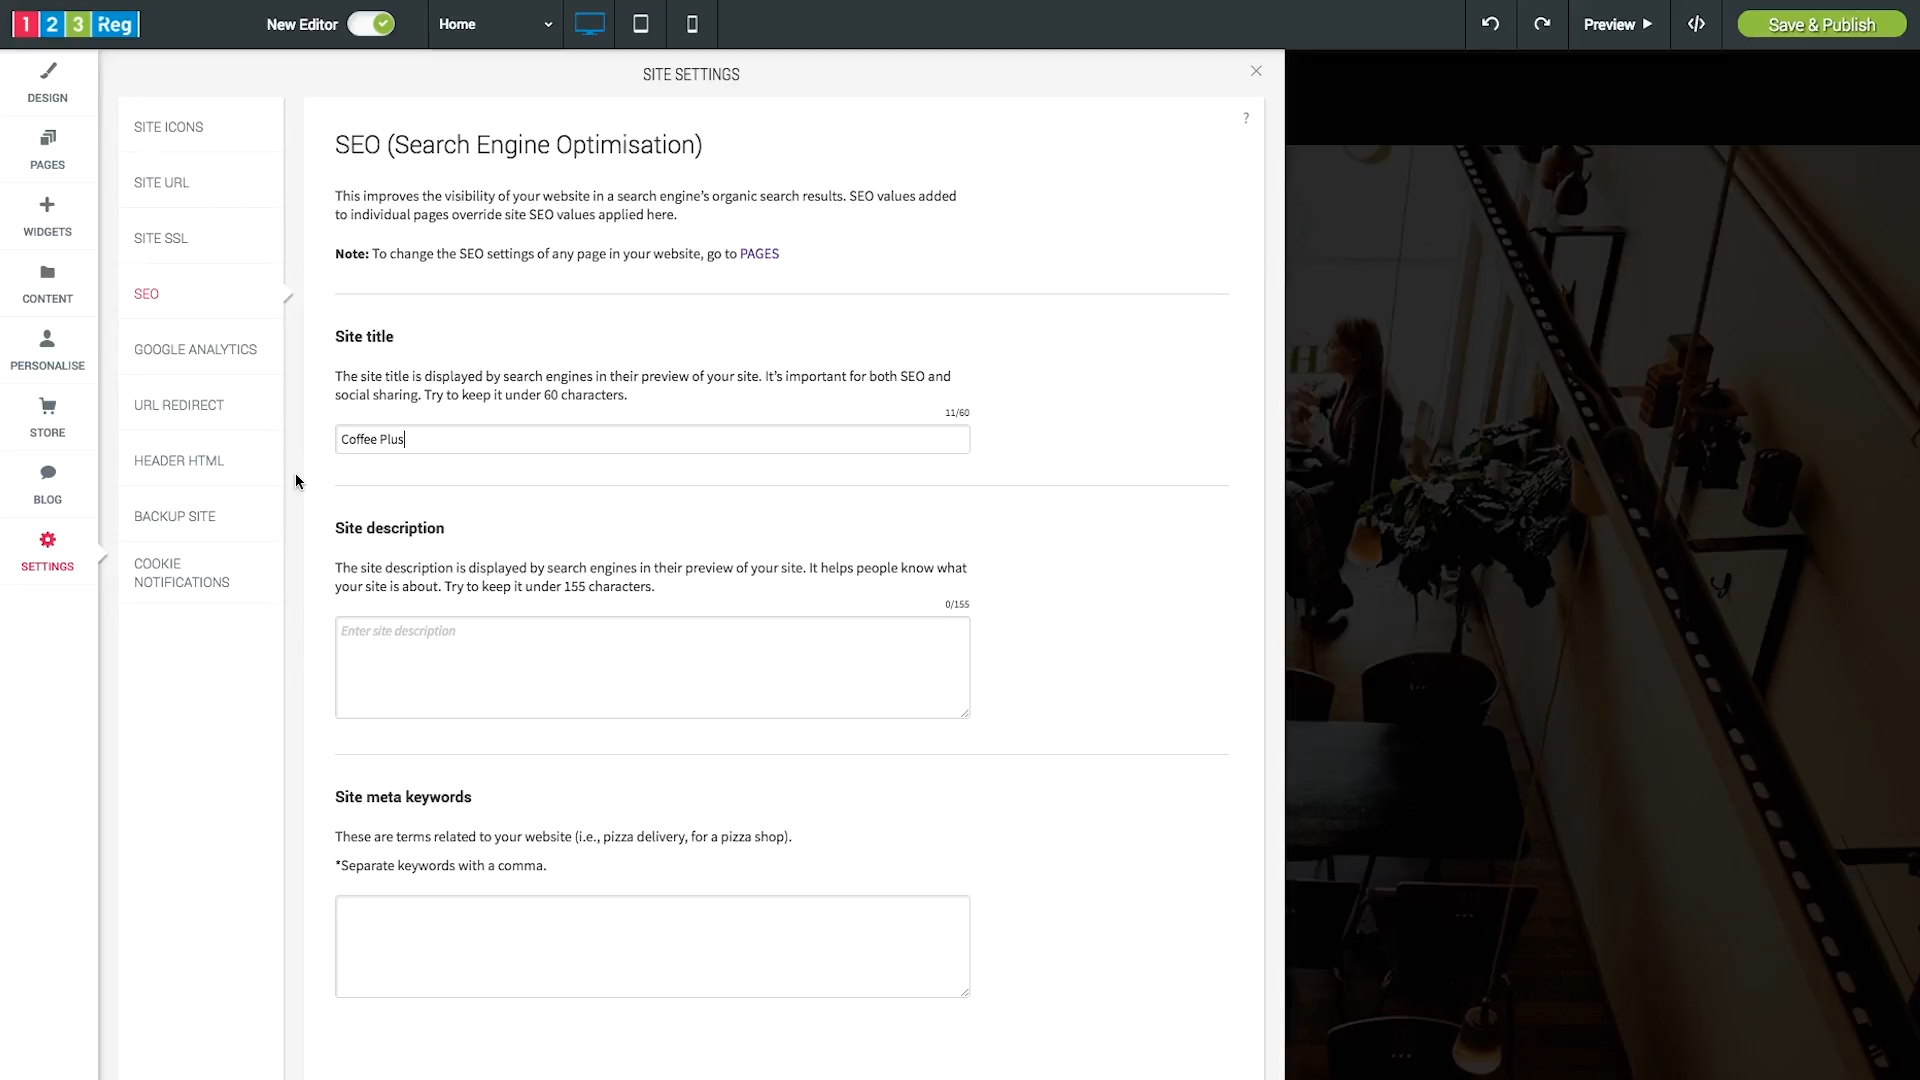 123 Reg
New Editor
Home
Preview
Save & Publish
SITE SETTINGS
DESIGN
PAGES
WIDGETS
CONTENT
PERSONALISE
STORE
BLOG
SETTINGS
SITE ICONS
SITE URL
SITE SSL
SEO
GOOGLE ANALYTICS
URL REDIRECT
HEADER HTML
BACKUP SITE
COOKIE
NOTIFICATIONS
?
SEO (Search Engine Optimisation)
This improves the visibility of your website in a search engine's organic search results. SEO values added
to individual pages override site SEO values applied here.
Note: To change the SEO settings of any page in your website, go to PAGES
Site title
The site title is displayed by search engines in their preview of your site. It's important for both SEO and
social sharing. Try to keep it under 60 characters.
11/60
Coffee Plus
Site description
The site description is displayed by search engines in their preview of your site. It helps people know what
your site is about. Try to keep it under 155 characters.
0/155
Enter site description
Site meta keywords
These are terms related to your website (i.e., pizza delivery, for a pizza shop).
*Separate keywords with a comma.